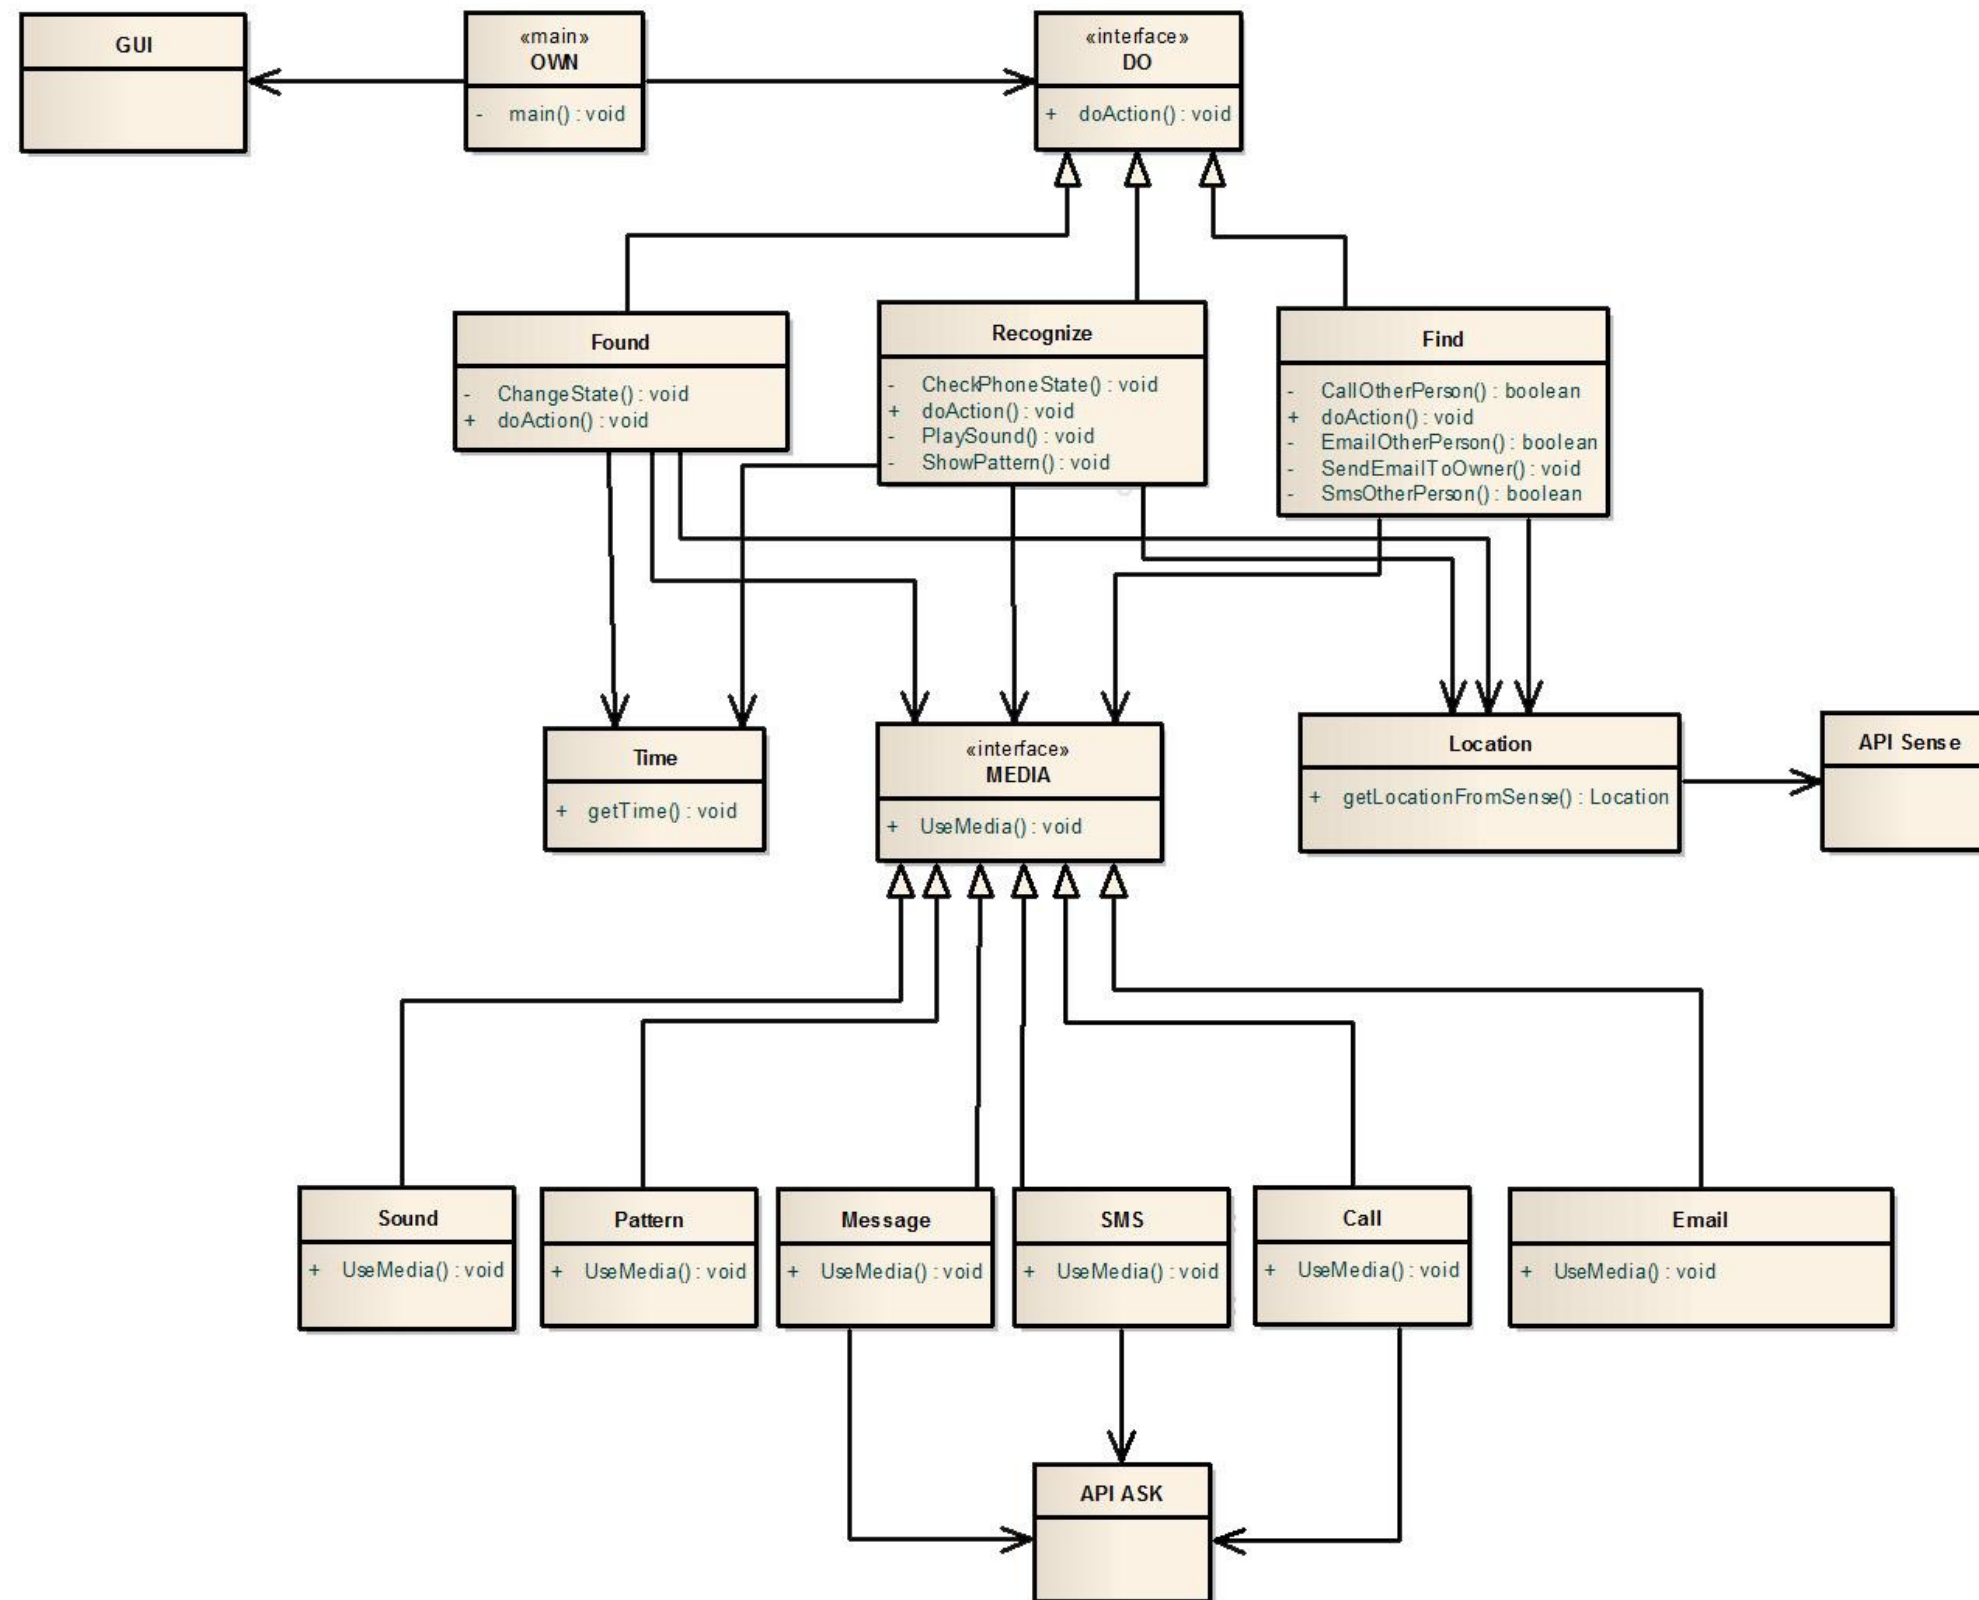 GUI
«main»
OWN
- main() : void
«interface»
DO
+ doAction() : void
Found
- ChangeState() : void
+ doAction() : void
Recognize
- CheckPhoneState() : void
+ doAction() : void
- PlaySound() : void
- ShowPattern() : void
Find
- CallOtherPerson() : boolean
+ doAction() : void
- EmailOtherPerson() : boolean
- SendEmailToOwner() : void
- SmsOtherPerson() : boolean
Time
+ getTime() : void
«interface»
MEDIA
+ UseMedia() : void
Location
+ getLocationFromSense() : Location
API Sense
Sound
+ UseMedia() : void
Pattern
+ UseMedia() : void
Message
+ UseMedia() : void
SMS
+ UseMedia() : void
Call
+ UseMedia() : void
Email
+ UseMedia() : void
API ASK